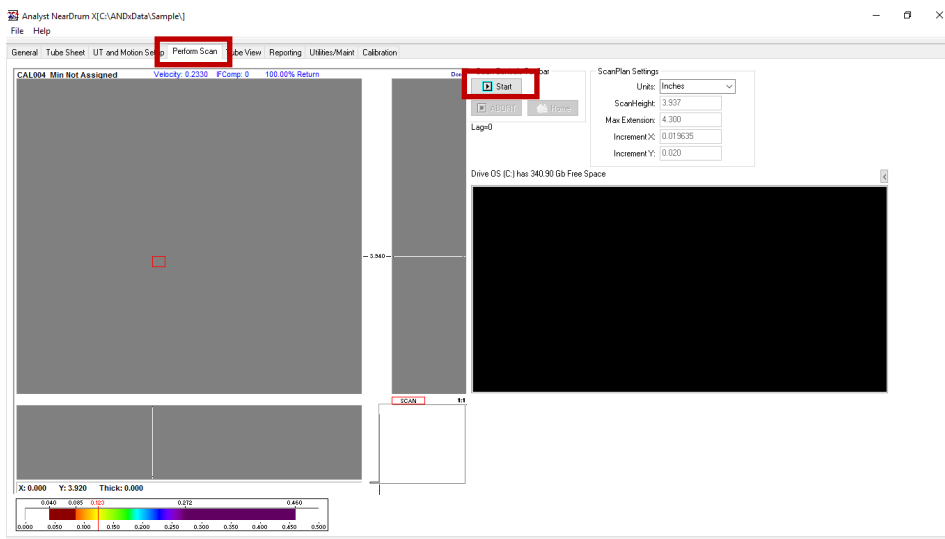 Analyst NearDrum X[C:\ANDxData\Sample\]
File Help
General Tube Sheet UT and Motion Setup Perform Scan Tube View Reporting Utilities/Maint Calibration
CAL004 Min Not Assigned Velocity: 0.2330 IFComp: 0 100.00% Return
Start
ABORT Home
Lag=0
ScanPlan Settings
Units: Inches
ScanHeight: 3.937
Max Extension: 4.300
Increment X: 0.019635
Increment Y: 0.020
Drive OS (C:) has 340.90 Gb Free Space
<
3.940
SCAN 1:1
X: 0.000 Y: 3.920 Thick: 0.000
0.040 0.085 0.123 0.272 0.460
0.000 0.050 0.100 0.150 0.200 0.250 0.300 0.350 0.400 0.450 0.500